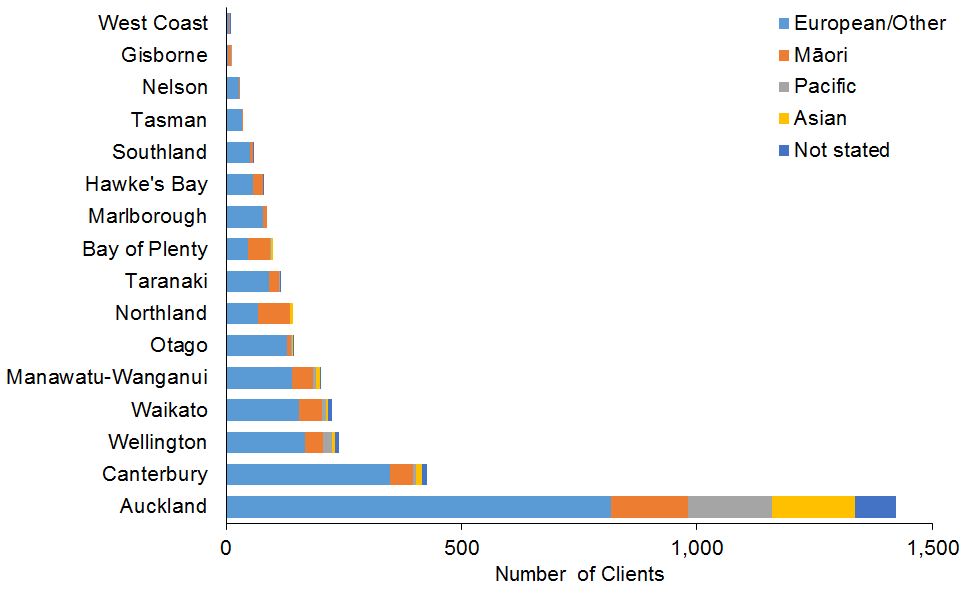 West Coast
Gisborne
Nelson
Tasman
Southland
Hawke's Bay
Marlborough
Bay of Plenty
Taranaki
Northland
Otago
Manawatu-Wanganui
Waikato
Wellington
Canterbury
Auckland
European/Other
Māori
Pacific
Asian
Not stated
0 500 1,000 1,500
Number of Clients